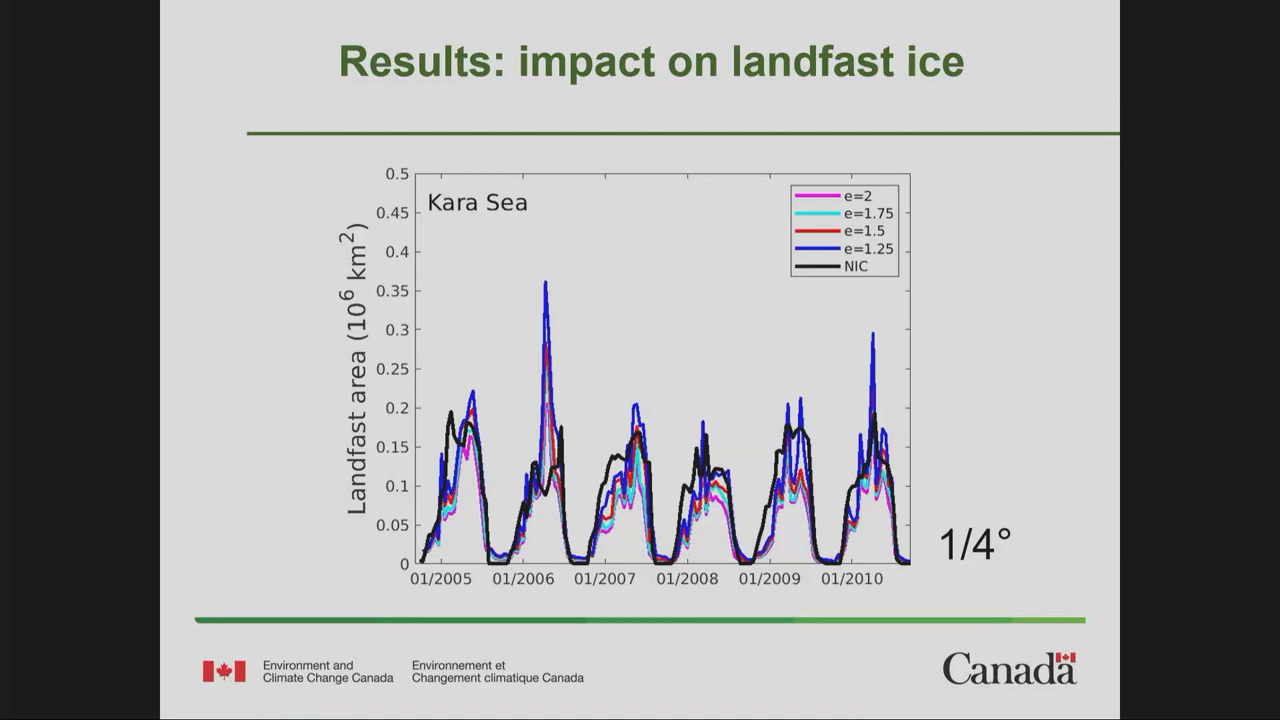 Results: impact on landfast ice
Kara Sea
e=2
e=1.75
e=1.5
e=1.25
NIC
Landfast area (10⁶ km²)
0.5
0.45
0.4
0.35
0.3
0.25
0.2
0.15
0.1
0.05
0
01/2005 01/2006 01/2007 01/2008 01/2009 01/2010
1/4°
Environment and
Climate Change Canada
Environnement et
Changement climatique Canada
Canada